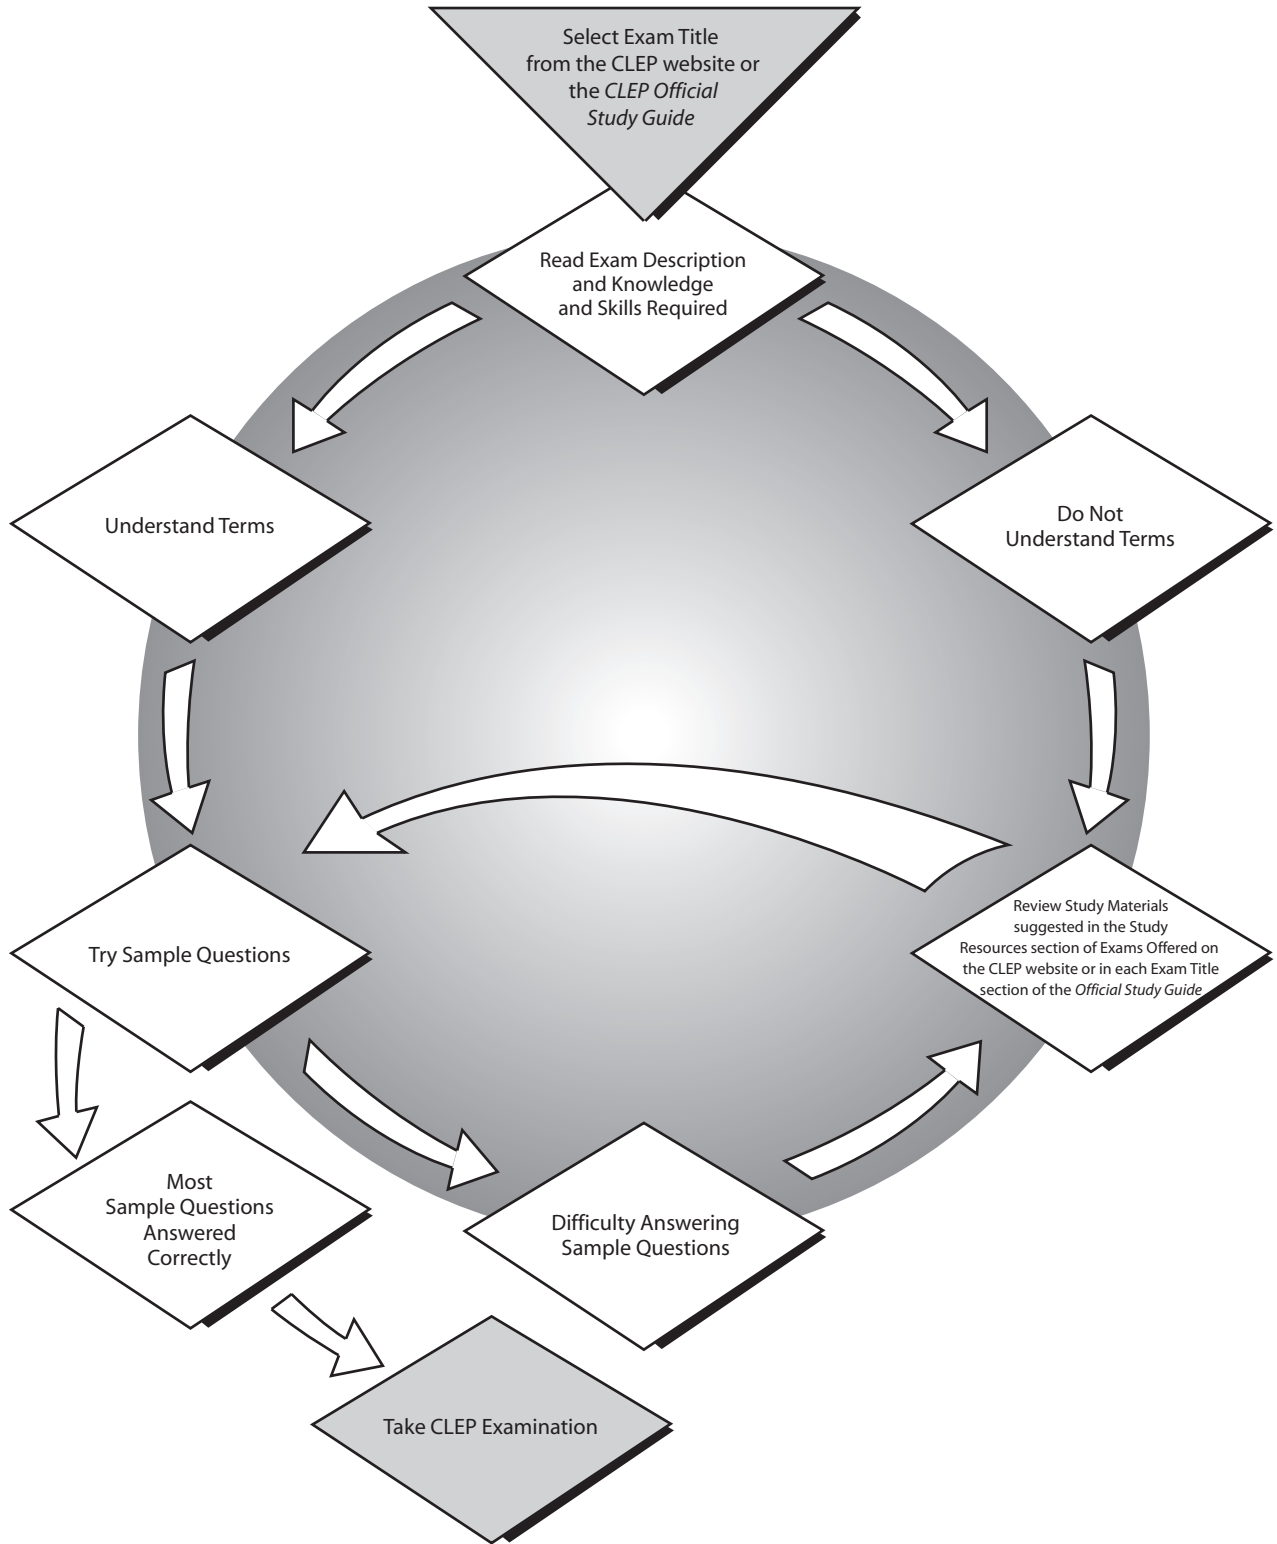 Select Exam Title
from the CLEP website or
the CLEP Official
Study Guide
Read Exam Description
and Knowledge
and Skills Required
Understand Terms
Do Not
Understand Terms
Try Sample Questions
Review Study Materials
suggested in the Study
Resources section of Exams Offered on
the CLEP website or in each Exam Title
section of the Official Study Guide
Most
Sample Questions
Answered
Correctly
Difficulty Answering
Sample Questions
Take CLEP Examination